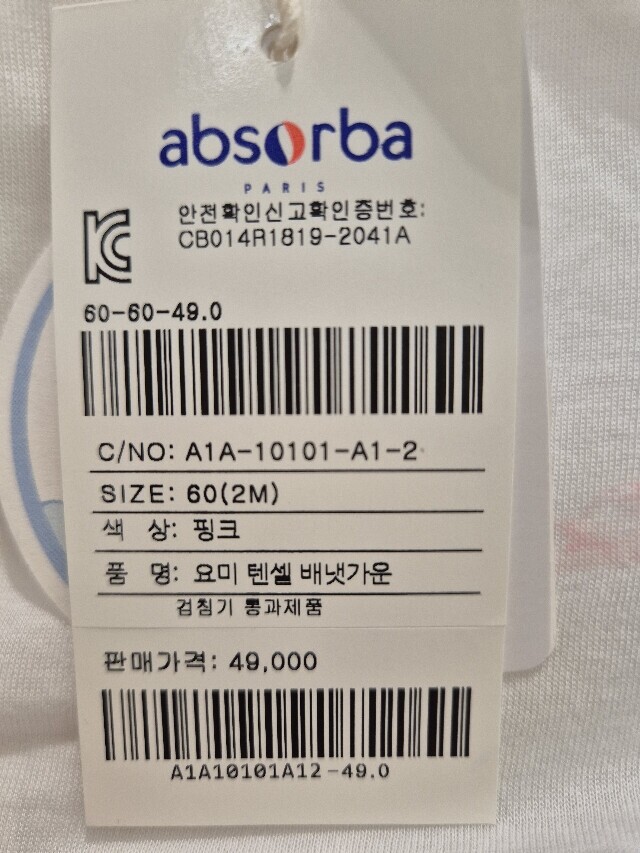 absorba
PARIS
안전확인신고확인증번호:
CB014R1819-2041A
60-60-49.0
C/NO: A1A-10101-A1-2
SIZE: 60(2M)
색 상: 핑크
품 명: 요미 텐셀 배냇가운
검침기 통과제품
판매가격: 49,000
A1A10101A12-49.0